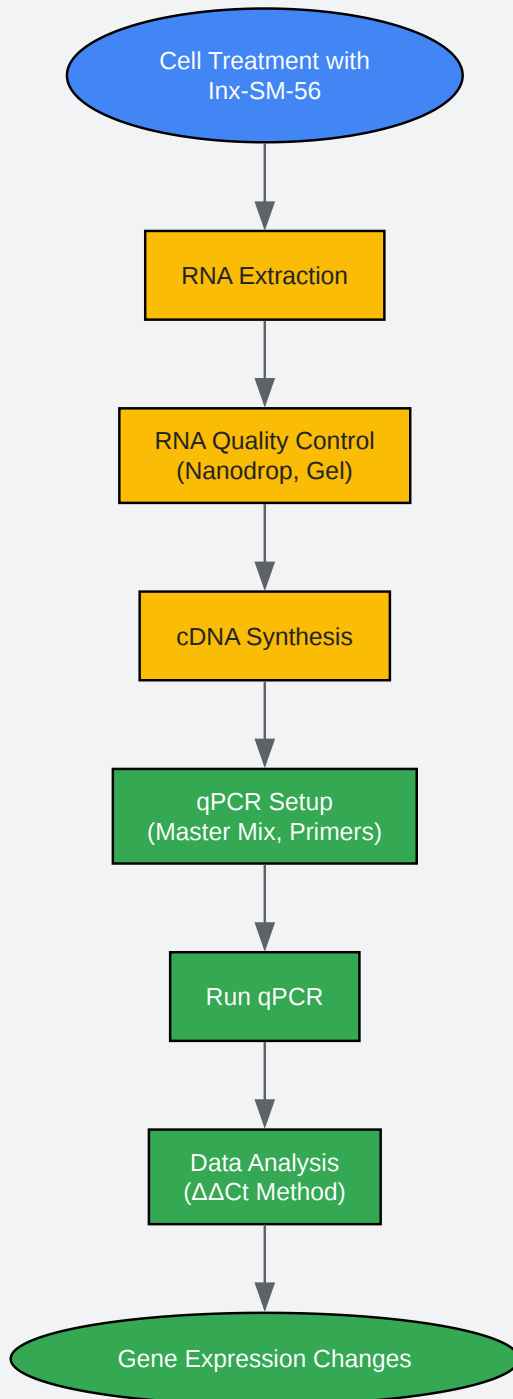 Cell Treatment with
Inx-SM-56
RNA Extraction
RNA Quality Control
(Nanodrop, Gel)
cDNA Synthesis
qPCR Setup
(Master Mix, Primers)
Run qPCR
Data Analysis
(ΔΔCt Method)
Gene Expression Changes